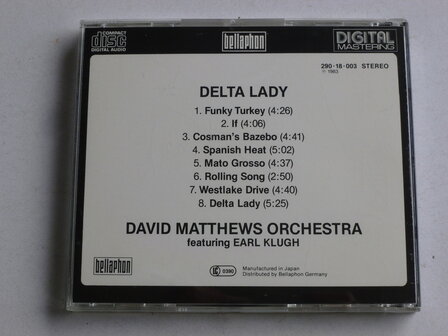 COMPACT
disc
DIGITAL AUDIO
bellaphon
DIGITAL
MASTERING
290·18·003 STEREO
℗ 1983
DELTA LADY
1. Funky Turkey (4:26)
2. If (4:06)
3. Cosman's Bazebo (4:41)
4. Spanish Heat (5:02)
5. Mato Grosso (4:37)
6. Rolling Song (2:50)
7. Westlake Drive (4:40)
8. Delta Lady (5:25)
DAVID MATTHEWS ORCHESTRA
featuring EARL KLUGH
bellaphon
LC 0390
Manufactured in Japan
Distributed by Bellaphon Germany